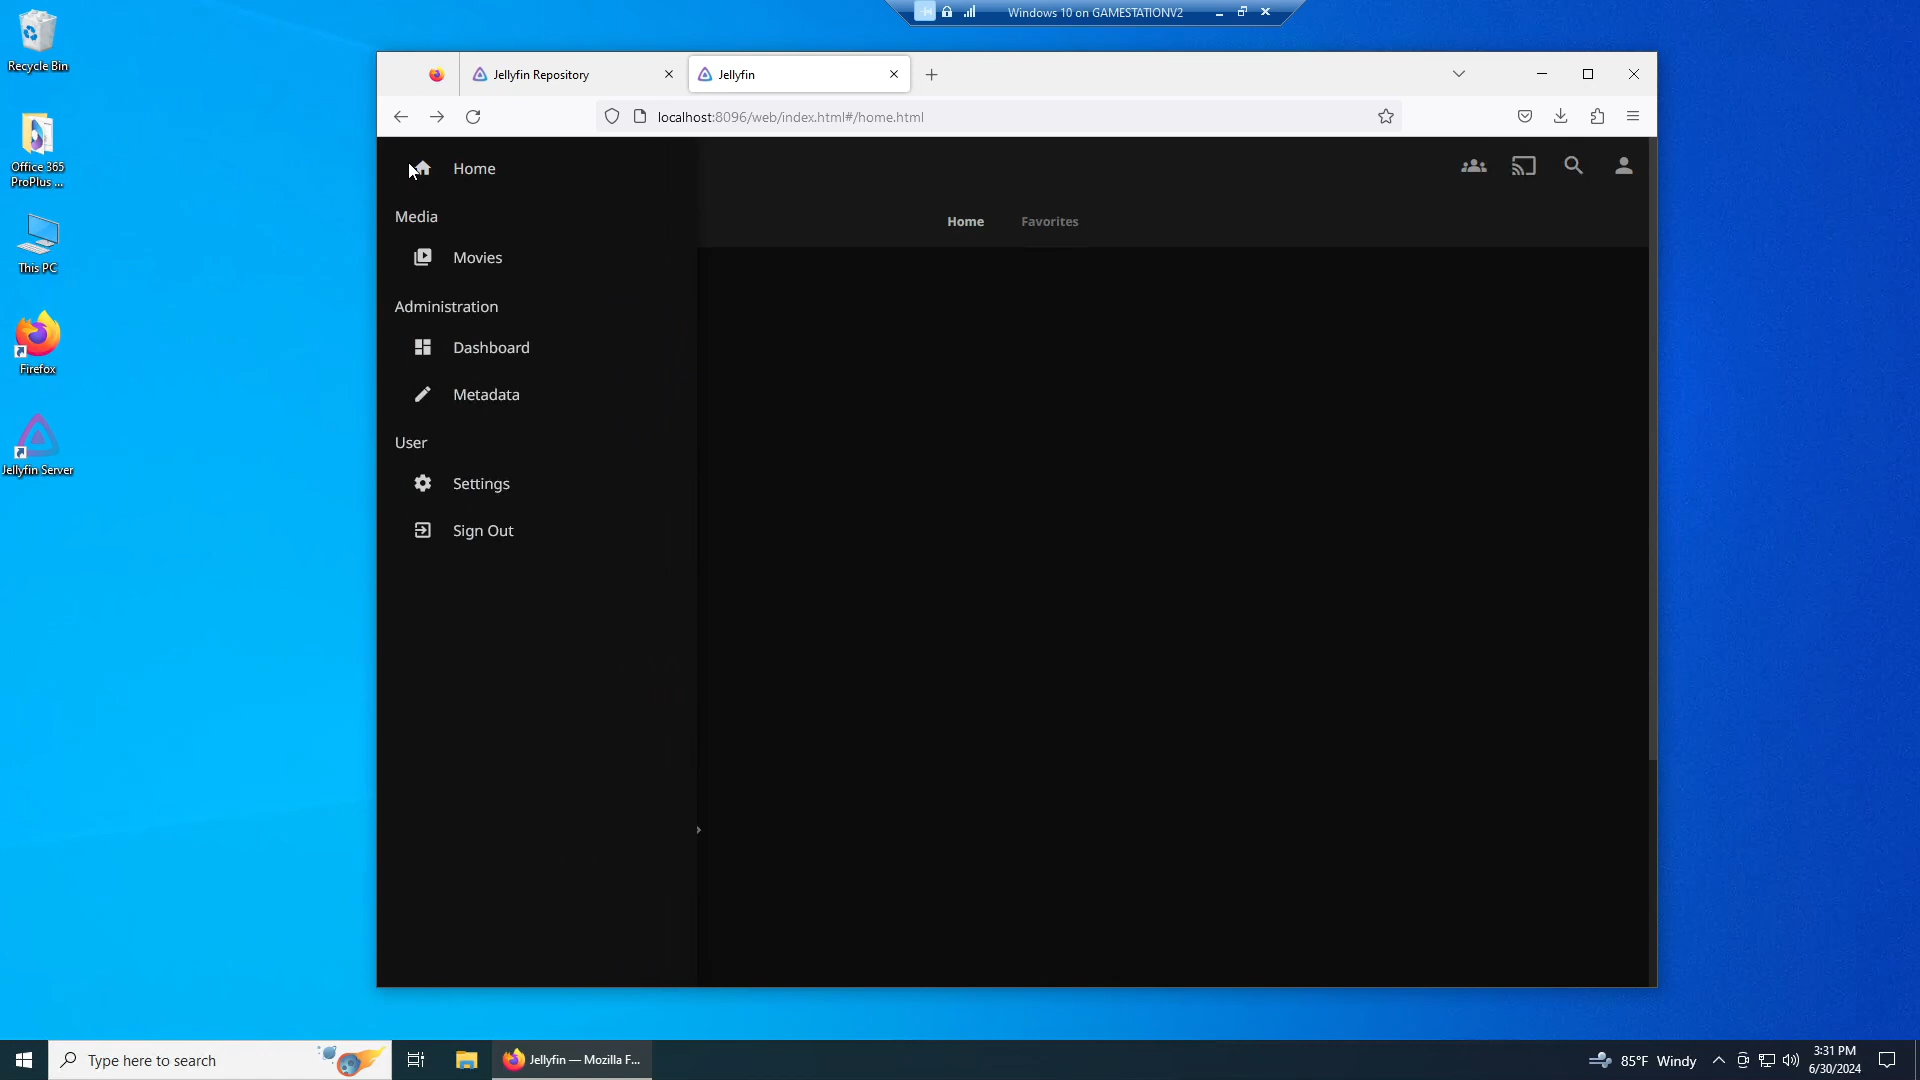 Windows 10 on GAMESTATIONV2
Recycle Bin
Office 365
ProPlus ...
This PC
Firefox
Jellyfin Server
Jellyfin Repository
Jellyfin
localhost:8096/web/index.html#/home.html
Home
Media
Movies
Administration
Dashboard
Metadata
User
Settings
Sign Out
Home
Favorites
Type here to search
Jellyfin — Mozilla F...
85°F Windy
3:31 PM
6/30/2024